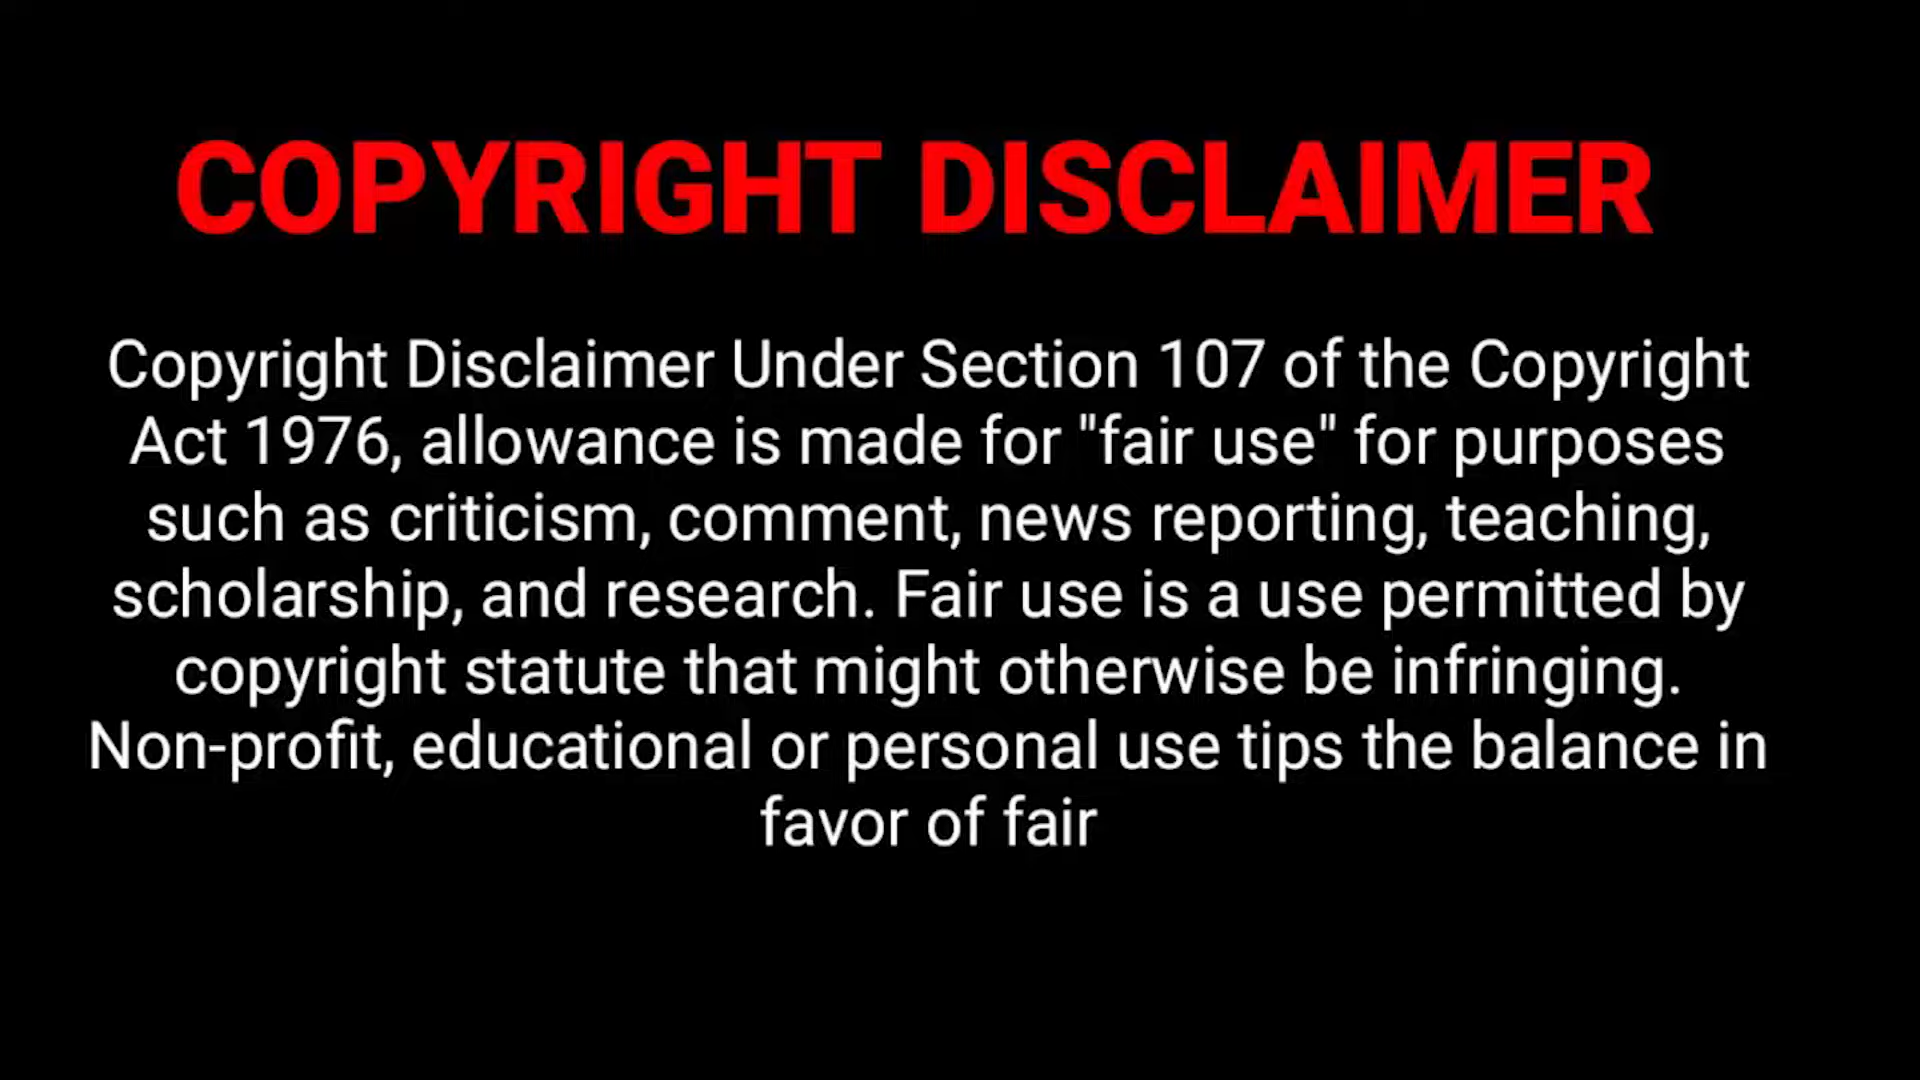 COPYRIGHT DISCLAIMER
Copyright Disclaimer Under Section 107 of the Copyright
Act 1976, allowance is made for "fair use" for purposes
such as criticism, comment, news reporting, teaching,
scholarship, and research. Fair use is a use permitted by
copyright statute that might otherwise be infringing.
Non-profit, educational or personal use tips the balance in
favor of fair